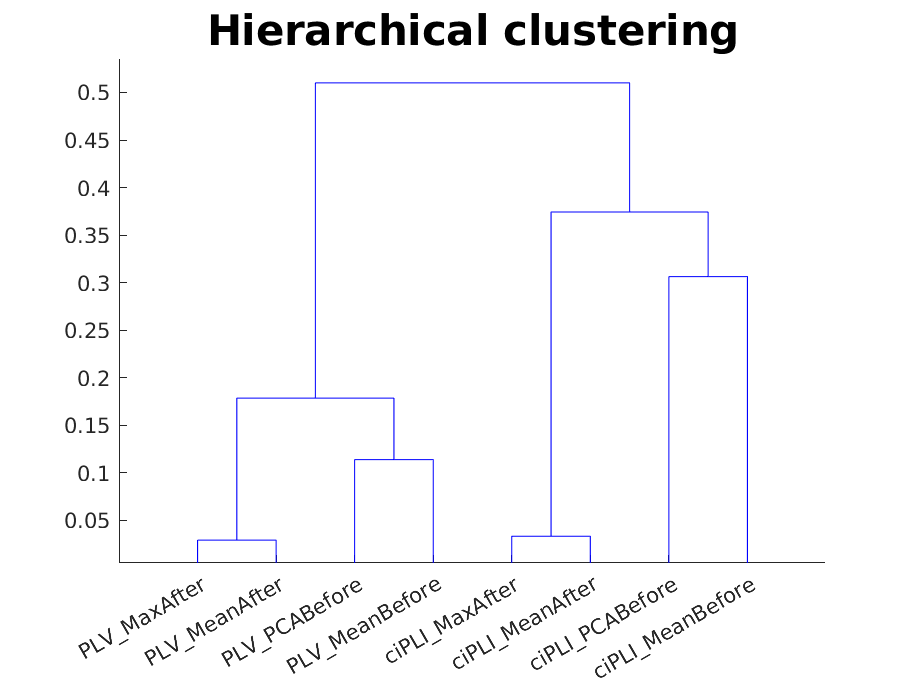 Hierarchical clustering
0.5
0.45
0.4
0.35
0.3
0.25
0.2
0.15
0.1
0.05
PLV_MaxAfter
PLV_MeanAfter
PLV_PCABefore
PLV_MeanBefore
ciPLI_MaxAfter
ciPLI_MeanAfter
ciPLI_PCABefore
ciPLI_MeanBefore